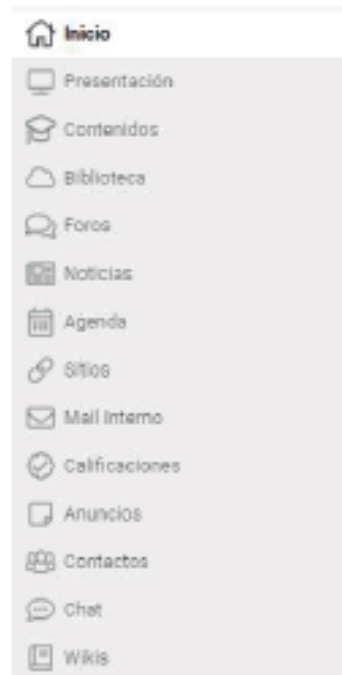 Inicio
Presentación
Contenidos
Biblioteca
Foros
Noticias
Agenda
Sitios
Mail Interno
Calificaciones
Anuncios
Contactos
Chat
Wikis